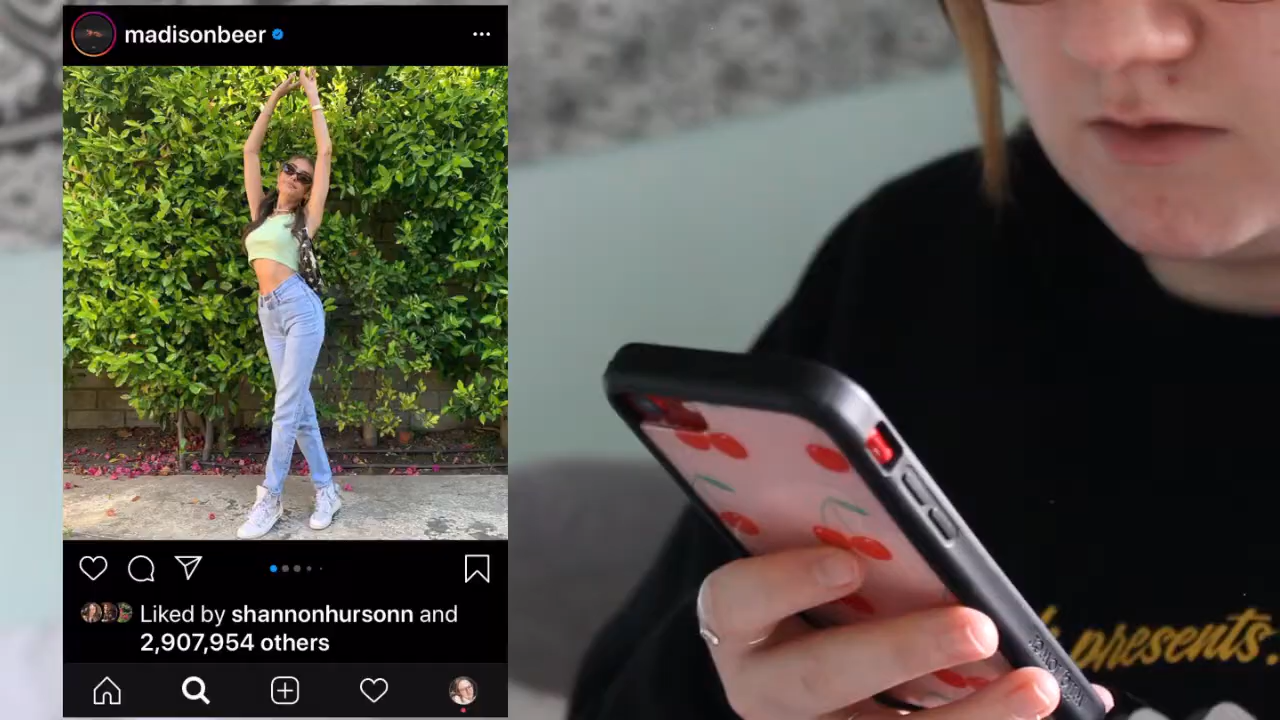 madisonbeer
Liked by shannonhursonn and
2,907,954 others
presents.